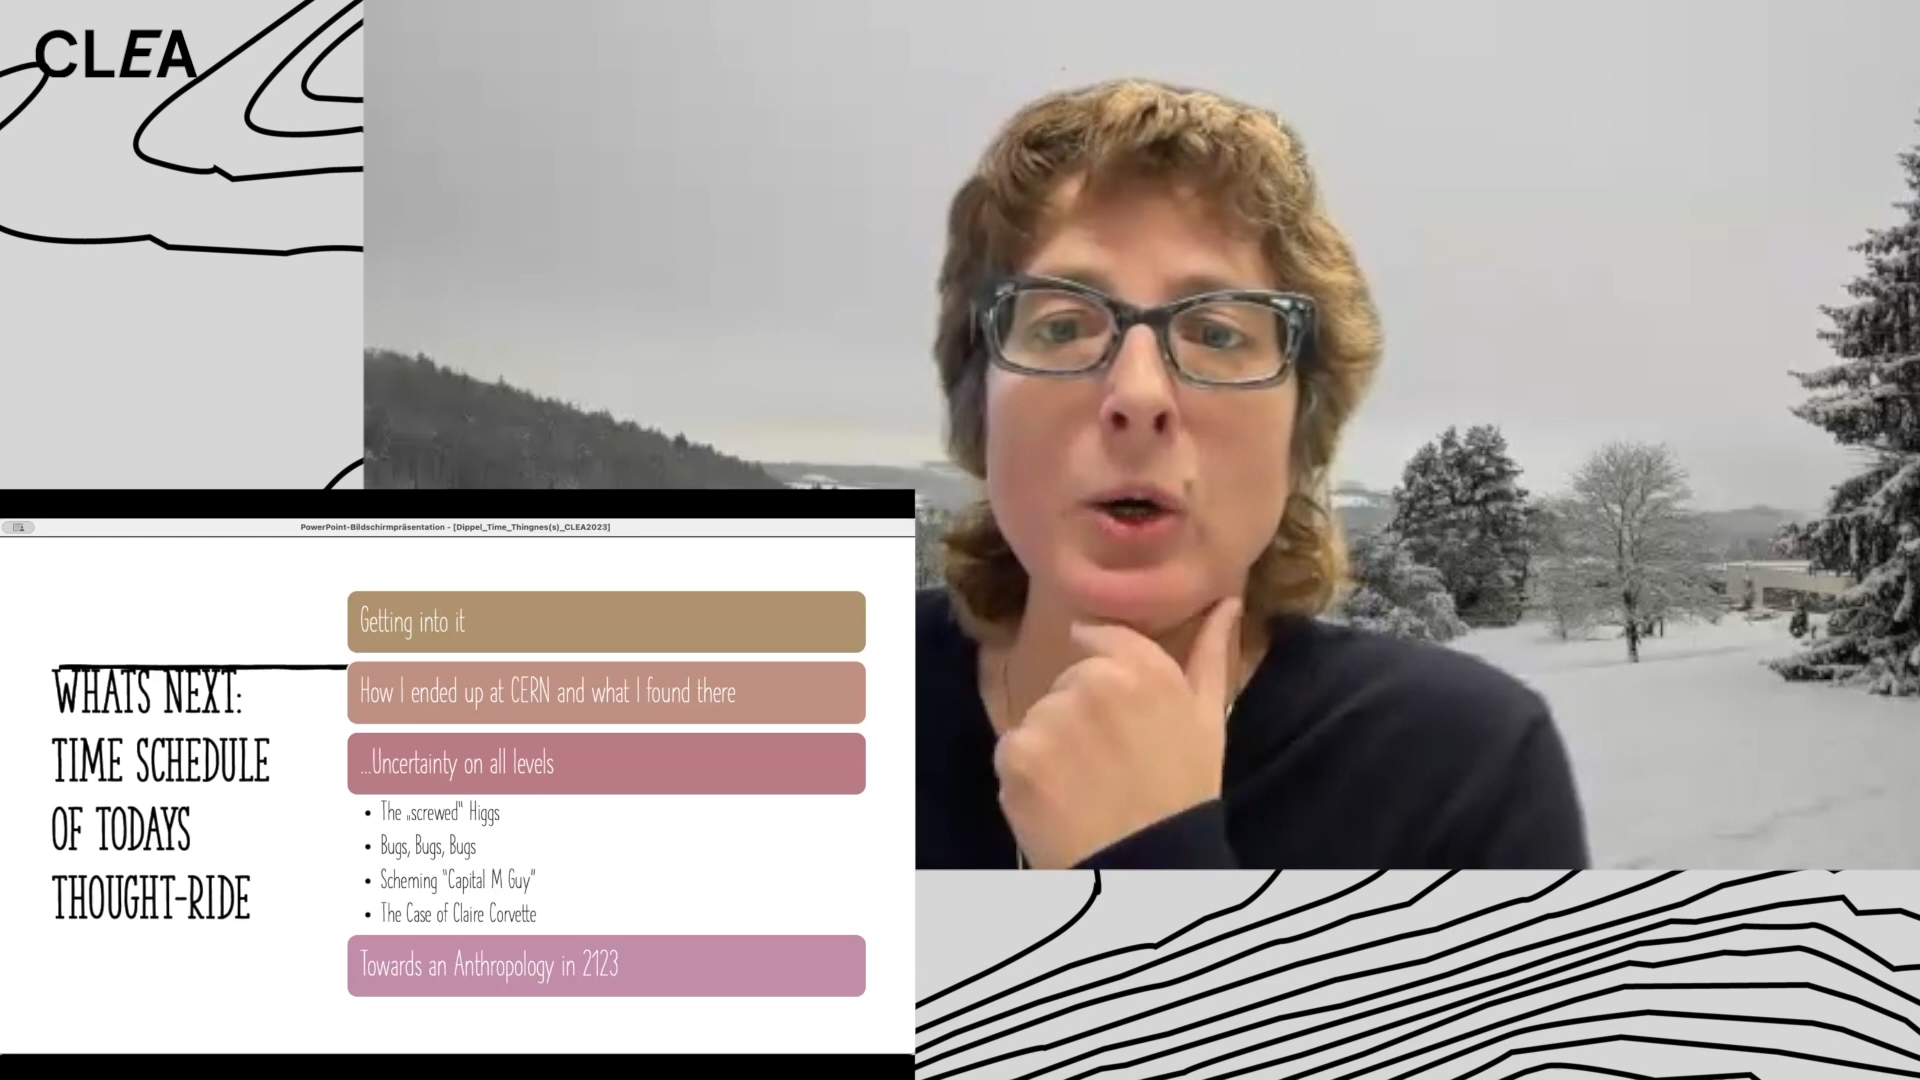 CLEA
PowerPoint-Bildschirmpräsentation - [Dippel_Time_Thingnes(s)_CLEA2023]
WHATS NEXT:
TIME SCHEDULE
OF TODAYS
THOUGHT-RIDE
Getting into it
How I ended up at CERN and what I found there
...Uncertainty on all levels
• The „screwed“ Higgs
• Bugs, Bugs, Bugs
• Scheming “Capital M Guy”
• The Case of Claire Corvette
Towards an Anthropology in 2123